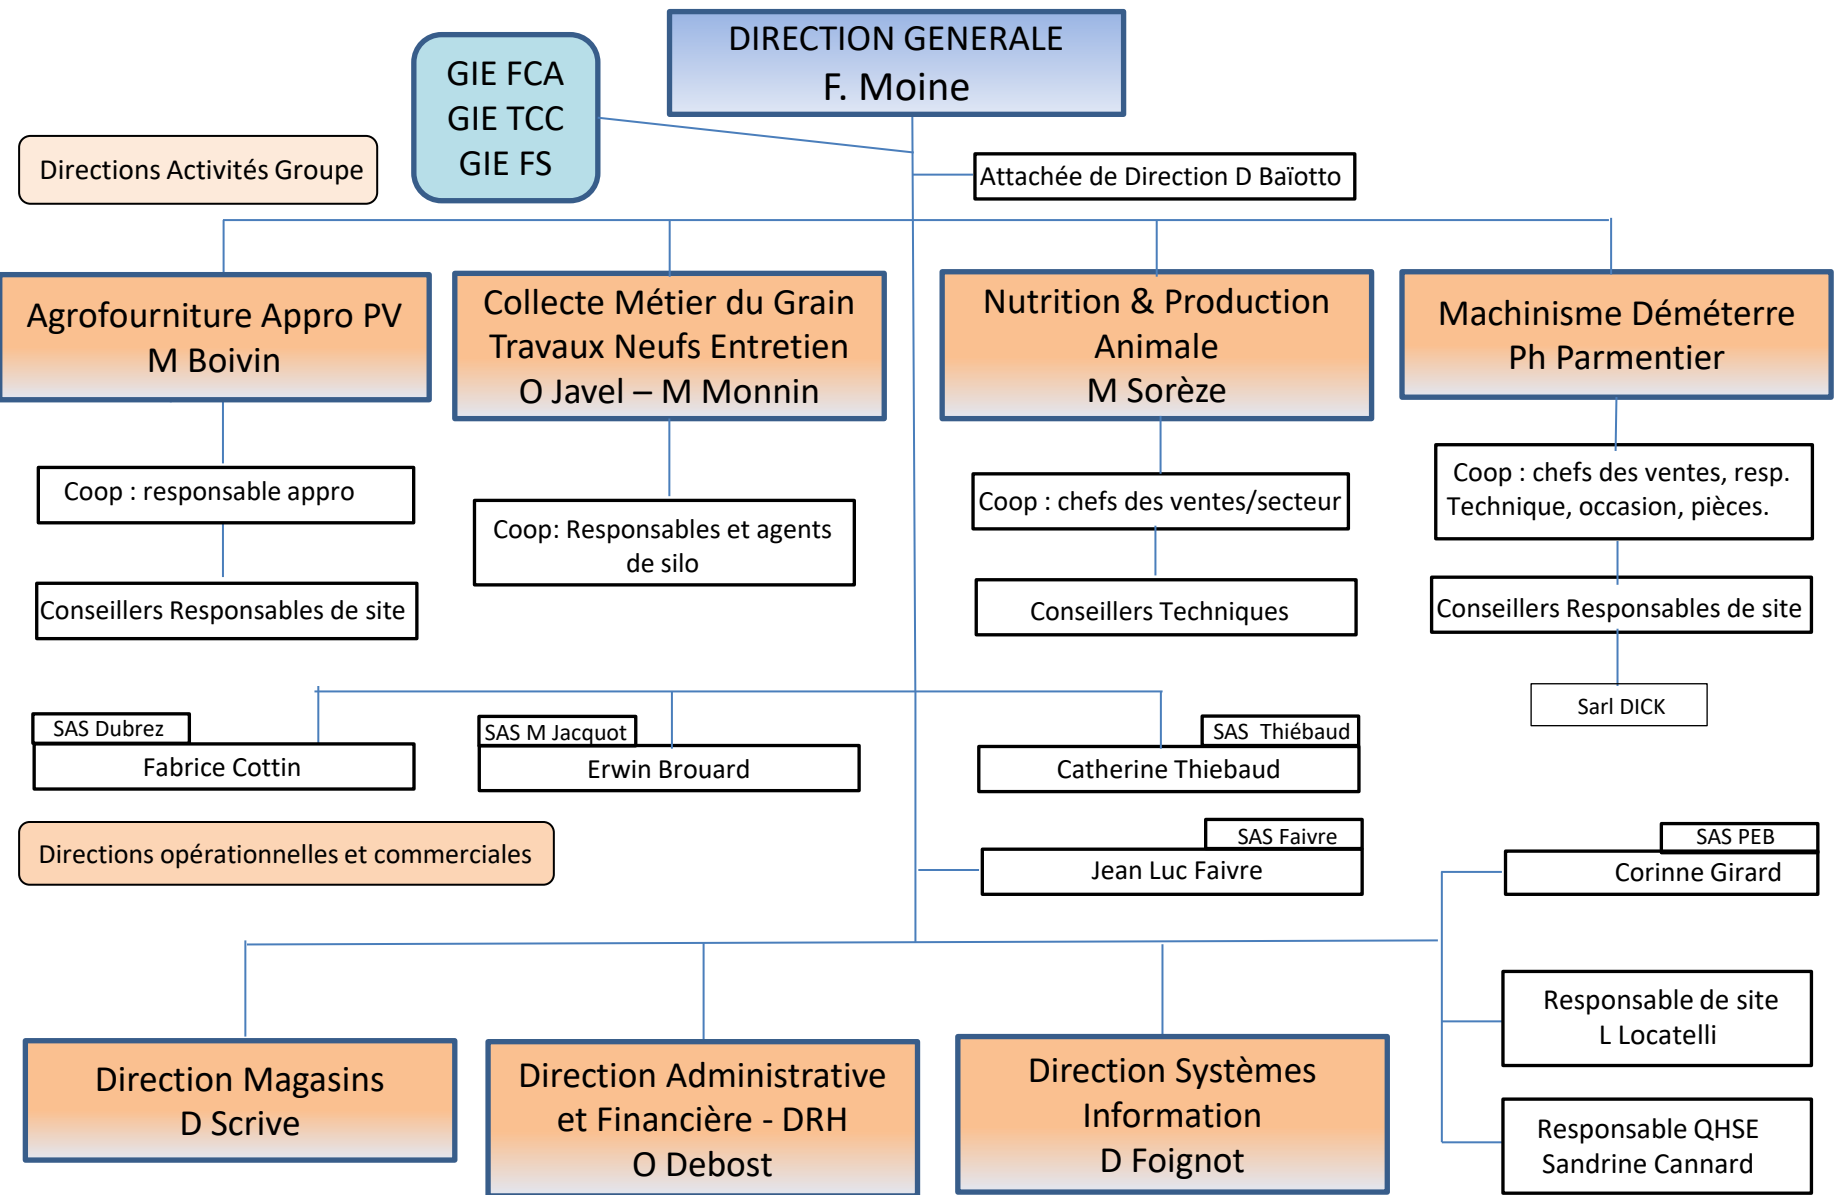 DIRECTION GENERALE
F. Moine
GIE FCA
GIE TCC
GIE FS
Directions Activités Groupe
Attachée de Direction D Baïotto
Agrofourniture Appro PV
M Boivin
Collecte Métier du Grain
Travaux Neufs Entretien
O Javel – M Monnin
Nutrition & Production
Animale
M Sorèze
Machinisme Déméterre
Ph Parmentier
Coop : responsable appro
Coop: Responsables et agents
de silo
Coop : chefs des ventes/secteur
Coop : chefs des ventes, resp.
Technique, occasion, pièces.
Conseillers Responsables de site
Conseillers Techniques
Conseillers Responsables de site
Sarl DICK
SAS Dubrez
Fabrice Cottin
SAS M Jacquot
Erwin Brouard
SAS Thiébaud
Catherine Thiebaud
Directions opérationnelles et commerciales
SAS Faivre
Jean Luc Faivre
SAS PEB
Corinne Girard
Responsable de site
L Locatelli
Responsable QHSE
Sandrine Cannard
Direction Magasins
D Scrive
Direction Administrative
et Financière - DRH
O Debost
Direction Systèmes
Information
D Foignot